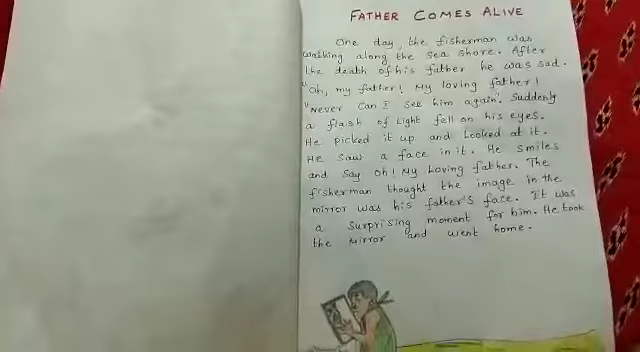 FATHER COMES ALIVE
One day, the fisherman was
walking along the sea shore. After
the death of his father he was sad.
"Oh, my father! My loving father!
"Never Can I See him again". Suddenly
a flash of Light fell on his eyes.
He picked it up and Looked at it.
He saw a face in it. He smiles
and Say oh! My Loving father. The
fisherman thought the image in the
mirror was his father's face. It was
a Surprising moment for him. He took
the Mirror and went home.